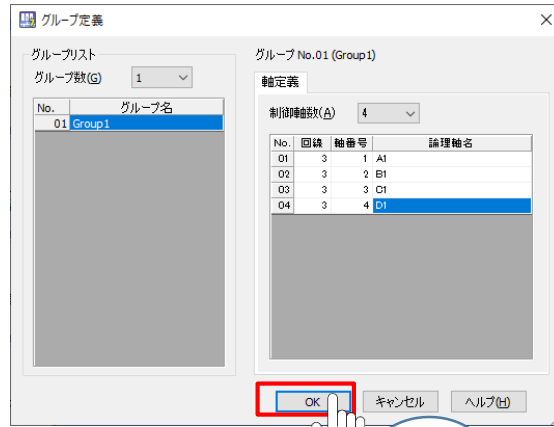 グループ定義
グループリスト
グループ数(G) 1
No. グループ名
01 Group1
グループ No.01 (Group1)
軸定義
制御軸数(A) 4
No. 回線 軸番号 論理軸名
01 3 1 A1
02 3 2 B1
03 3 3 C1
04 3 4 D1
OK キャンセル ヘルプ(H)